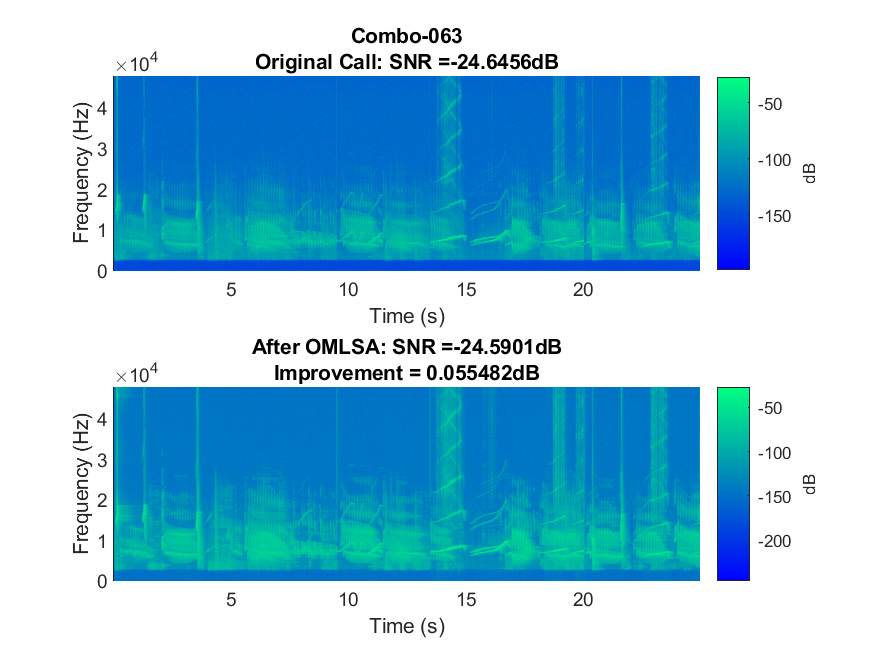 Combo-063
Original Call: SNR =-24.6456dB
×10^4
4
3
2
1
0
Frequency (Hz)
5
10
15
20
Time (s)
-50
-100
-150
dB
After OMLSA: SNR =-24.5901dB
Improvement = 0.055482dB
×10^4
4
3
2
1
0
Frequency (Hz)
5
10
15
20
Time (s)
-50
-100
-150
-200
dB